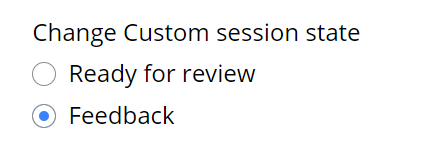 Change Custom session state
Ready for review
Feedback